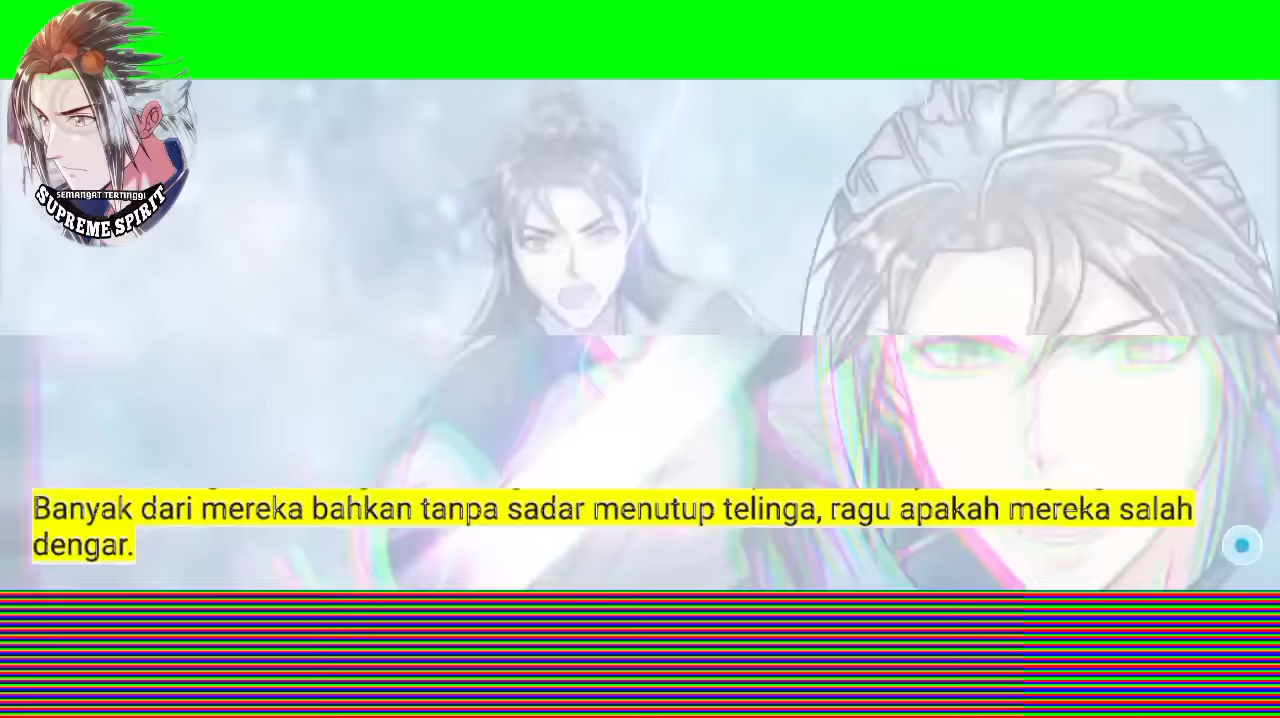 SEMANGAT TERTINGGI
SUPREME SPIRIT
Banyak dari mereka bahkan tanpa sadar menutup telinga, ragu apakah mereka salah
dengar.